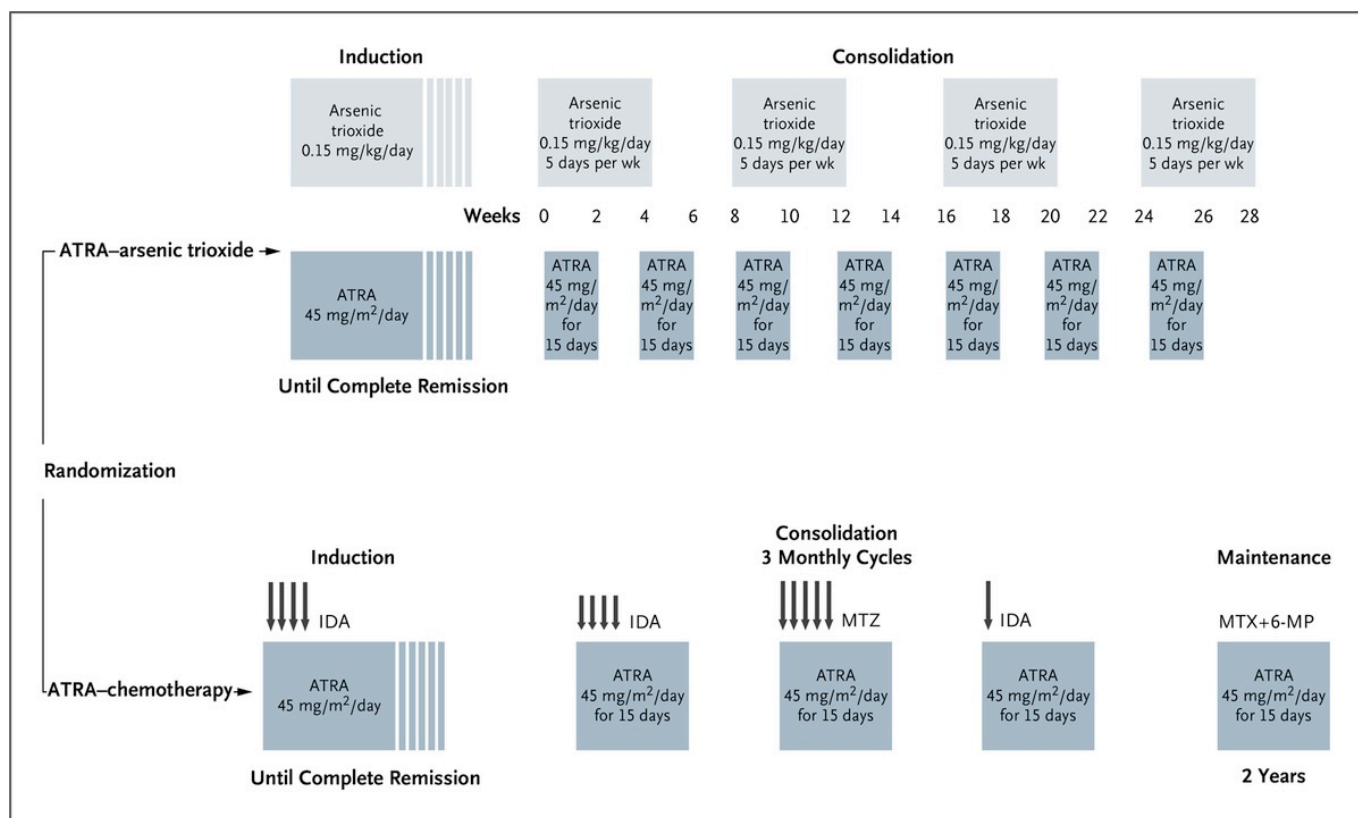 Induction
Consolidation
Arsenic
trioxide
0.15 mg/kg/day
Arsenic
trioxide
0.15 mg/kg/day
5 days per wk
Arsenic
trioxide
0.15 mg/kg/day
5 days per wk
Arsenic
trioxide
0.15 mg/kg/day
5 days per wk
Arsenic
trioxide
0.15 mg/kg/day
5 days per wk
Weeks 0 2 4 6 8 10 12 14 16 18 20 22 24 26 28
ATRA–arsenic trioxide
ATRA
45 mg/m²/day
ATRA
45 mg/
m²/day
for
15 days
ATRA
45 mg/
m²/day
for
15 days
ATRA
45 mg/
m²/day
for
15 days
ATRA
45 mg/
m²/day
for
15 days
ATRA
45 mg/
m²/day
for
15 days
ATRA
45 mg/
m²/day
for
15 days
ATRA
45 mg/
m²/day
for
15 days
Until Complete Remission
Randomization
Induction
Consolidation
3 Monthly Cycles
Maintenance
IDA
IDA
MTZ
IDA
MTX+6-MP
ATRA–chemotherapy
ATRA
45 mg/m²/day
ATRA
45 mg/m²/day
for 15 days
ATRA
45 mg/m²/day
for 15 days
ATRA
45 mg/m²/day
for 15 days
ATRA
45 mg/m²/day
for 15 days
Until Complete Remission
2 Years